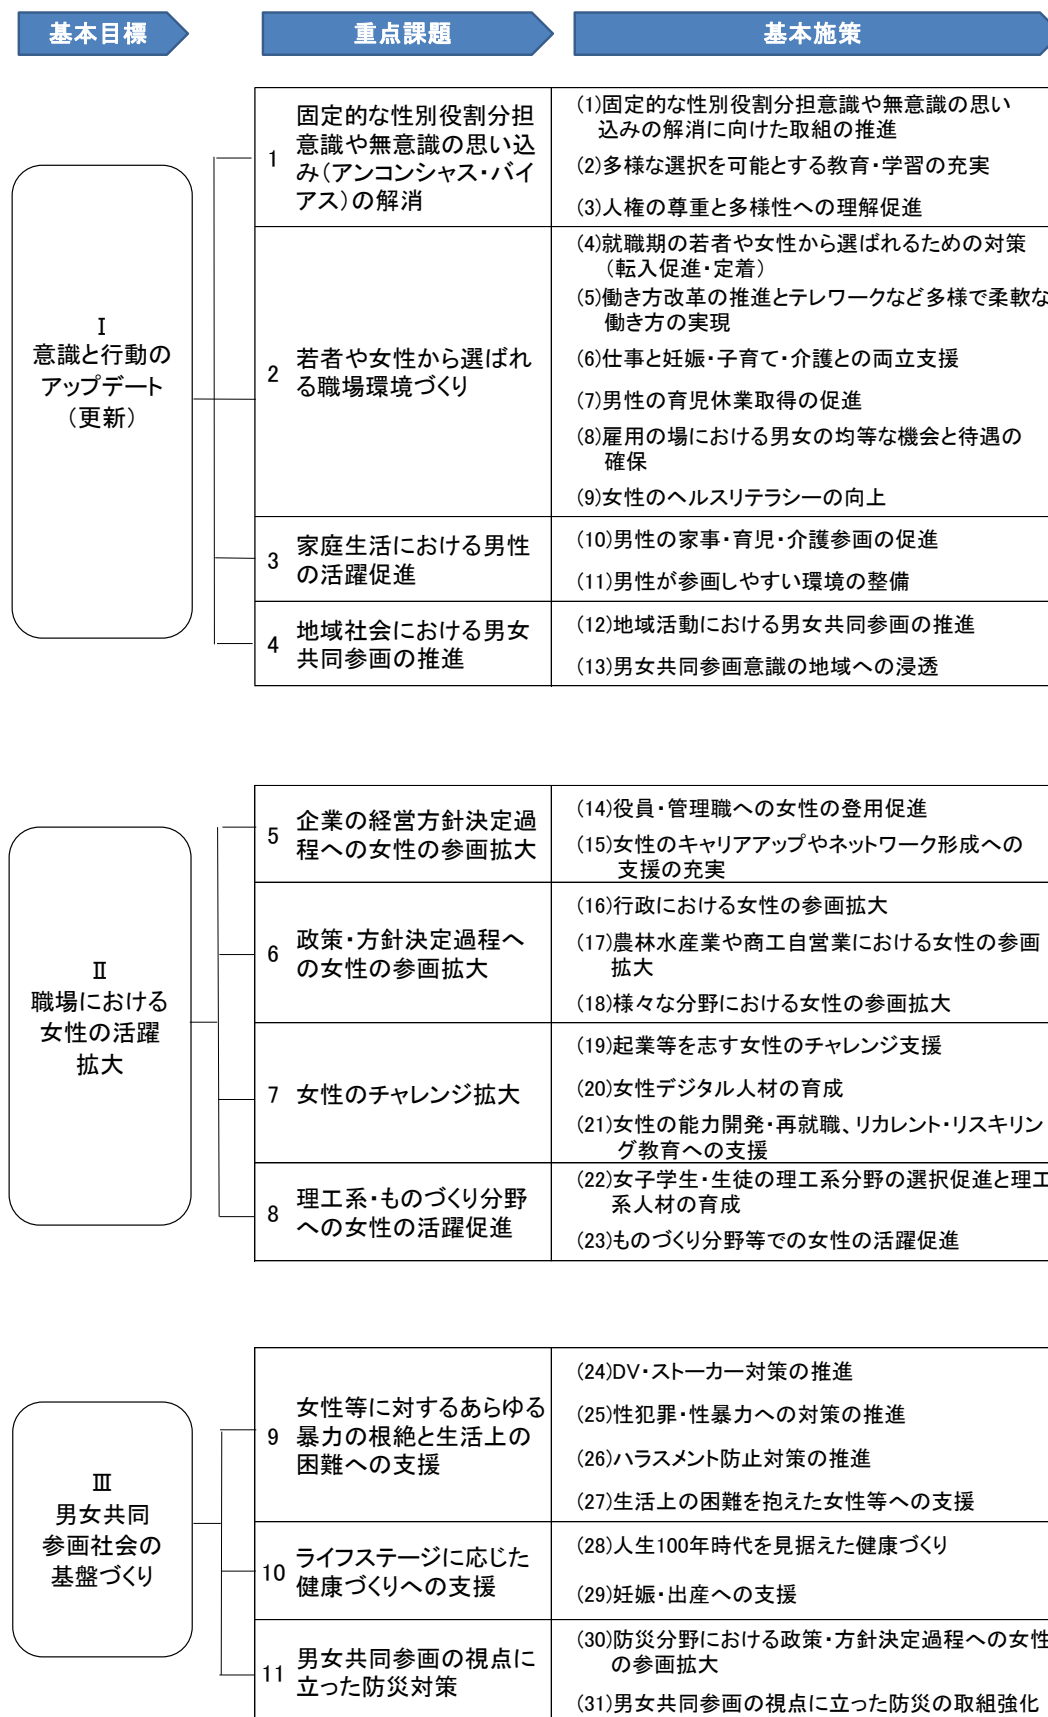 基本目標
重点課題
基本施策
Ⅰ
意識と行動の
アップデート
（更新）
1
固定的な性別役割分担
意識や無意識の思い込
み（アンコンシャス・バイ
アス）の解消
(1)固定的な性別役割分担意識や無意識の思い
込みの解消に向けた取組の推進
(2)多様な選択を可能とする教育・学習の充実
(3)人権の尊重と多様性への理解促進
2
若者や女性から選ばれ
る職場環境づくり
(4)就職期の若者や女性から選ばれるための対策
（転入促進・定着）
(5)働き方改革の推進とテレワークなど多様で柔軟な
働き方の実現
(6)仕事と妊娠・子育て・介護との両立支援
(7)男性の育児休業取得の促進
(8)雇用の場における男女の均等な機会と待遇の
確保
(9)女性のヘルスリテラシーの向上
3
家庭生活における男性
の活躍促進
(10)男性の家事・育児・介護参画の促進
(11)男性が参画しやすい環境の整備
4
地域社会における男女
共同参画の推進
(12)地域活動における男女共同参画の推進
(13)男女共同参画意識の地域への浸透
Ⅱ
職場における
女性の活躍
拡大
5
企業の経営方針決定過
程への女性の参画拡大
(14)役員・管理職への女性の登用促進
(15)女性のキャリアアップやネットワーク形成への
支援の充実
6
政策・方針決定過程へ
の女性の参画拡大
(16)行政における女性の参画拡大
(17)農林水産業や商工自営業における女性の参画
拡大
(18)様々な分野における女性の参画拡大
7
女性のチャレンジ拡大
(19)起業等を志す女性のチャレンジ支援
(20)女性デジタル人材の育成
(21)女性の能力開発・再就職、リカレント・リスキリン
グ教育への支援
8
理工系・ものづくり分野
への女性の活躍促進
(22)女子学生・生徒の理工系分野の選択促進と理工
系人材の育成
(23)ものづくり分野等での女性の活躍促進
Ⅲ
男女共同
参画社会の
基盤づくり
9
女性等に対するあらゆる
暴力の根絶と生活上の
困難への支援
(24)DV・ストーカー対策の推進
(25)性犯罪・性暴力への対策の推進
(26)ハラスメント防止対策の推進
(27)生活上の困難を抱えた女性等への支援
10
ライフステージに応じた
健康づくりへの支援
(28)人生100年時代を見据えた健康づくり
(29)妊娠・出産への支援
11
男女共同参画の視点に
立った防災対策
(30)防災分野における政策・方針決定過程への女性
の参画拡大
(31)男女共同参画の視点に立った防災の取組強化